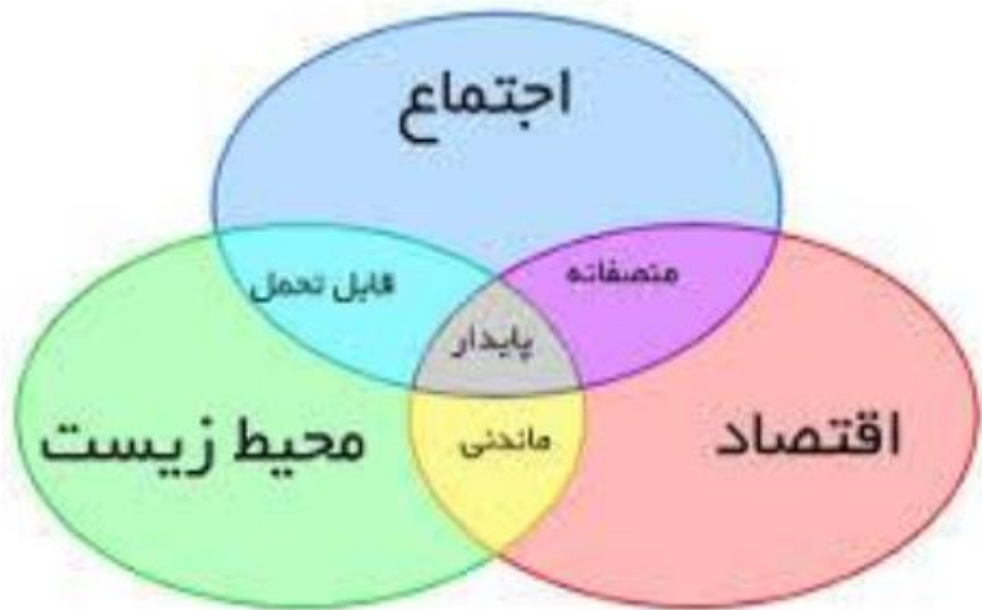 اجتماع
منصفانه
قابل تحمل
پایدار
اقتصاد
ماندنی
محیط زیست